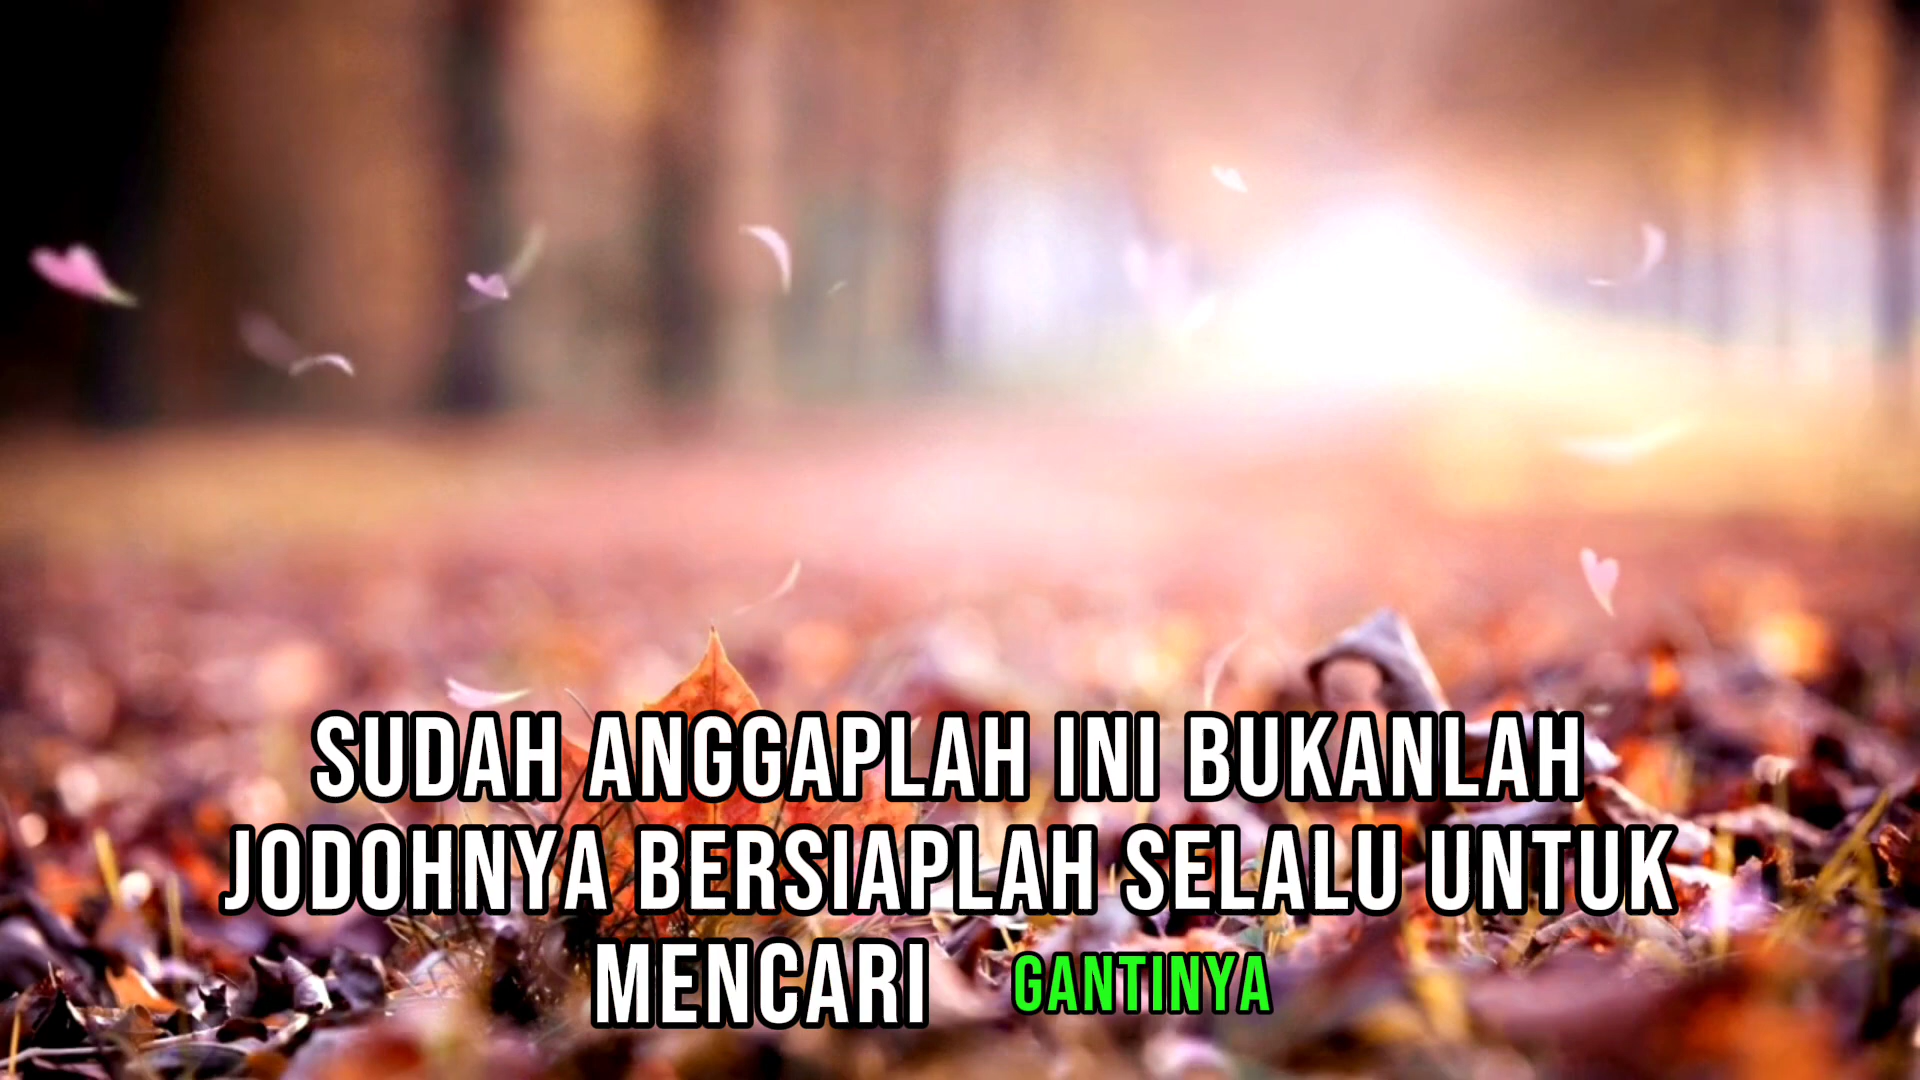 SUDAH ANGGAPLAH INI BUKANLAH
JODOHNYA BERSIAPLAH SELALU UNTUK
MENCARI GANTINYA